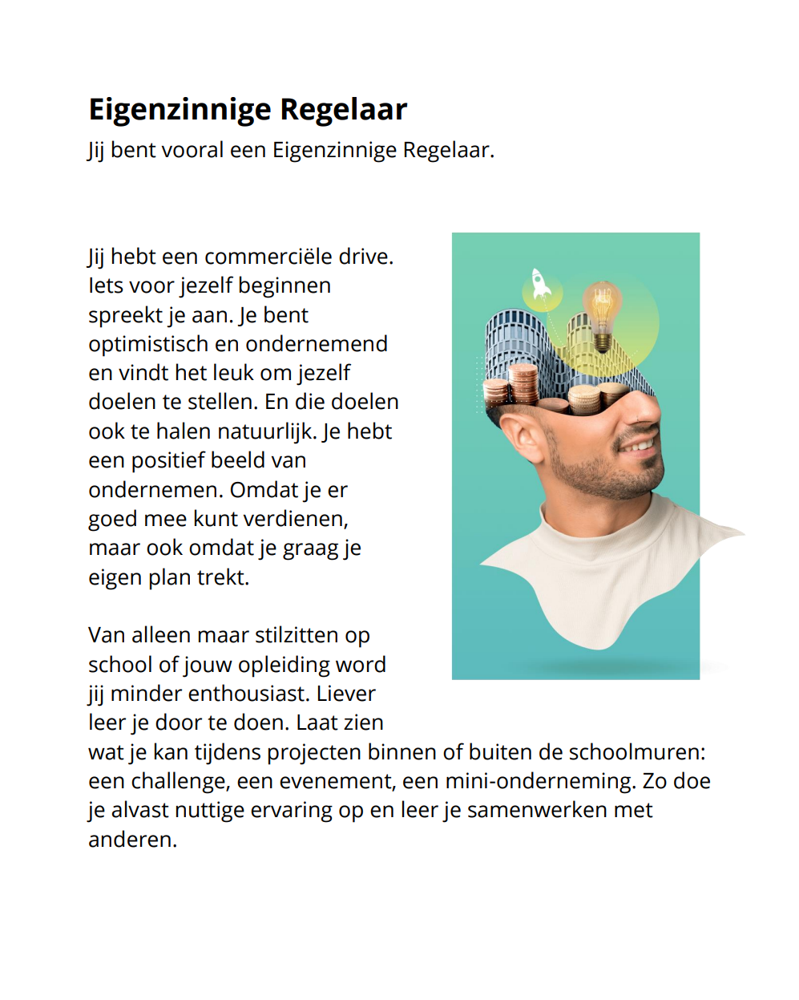 Eigenzinnige Regelaar
Jij bent vooral een Eigenzinnige Regelaar.
Jij hebt een commerciële drive.
Iets voor jezelf beginnen
spreekt je aan. Je bent
optimistisch en ondernemend
en vindt het leuk om jezelf
doelen te stellen. En die doelen
ook te halen natuurlijk. Je hebt
een positief beeld van
ondernemen. Omdat je er
goed mee kunt verdienen,
maar ook omdat je graag je
eigen plan trekt.
Van alleen maar stilzitten op
school of jouw opleiding word
jij minder enthousiast. Liever
leer je door te doen. Laat zien
wat je kan tijdens projecten binnen of buiten de schoolmuren:
een challenge, een evenement, een mini-onderneming. Zo doe
je alvast nuttige ervaring op en leer je samenwerken met
anderen.